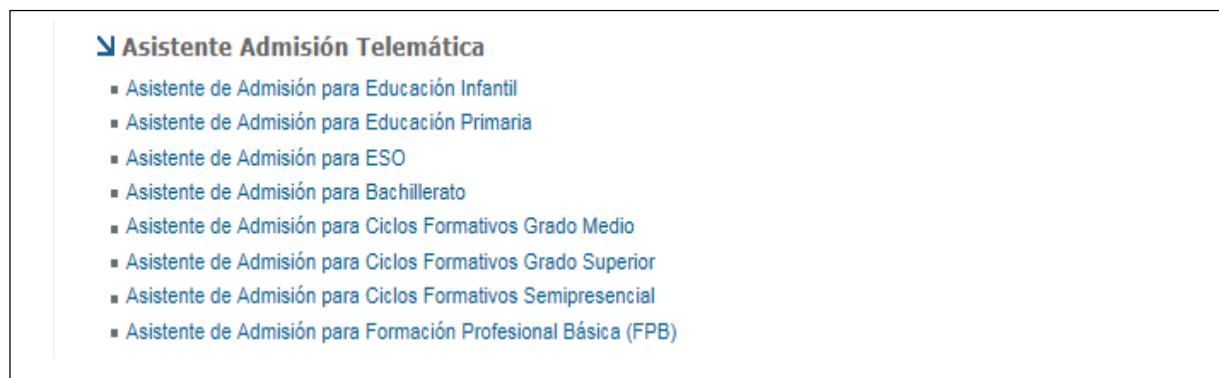 Asistente Admisión Telemática
Asistente de Admisión para Educación Infantil
Asistente de Admisión para Educación Primaria
Asistente de Admisión para ESO
Asistente de Admisión para Bachillerato
Asistente de Admisión para Ciclos Formativos Grado Medio
Asistente de Admisión para Ciclos Formativos Grado Superior
Asistente de Admisión para Ciclos Formativos Semipresencial
Asistente de Admisión para Formación Profesional Básica (FPB)